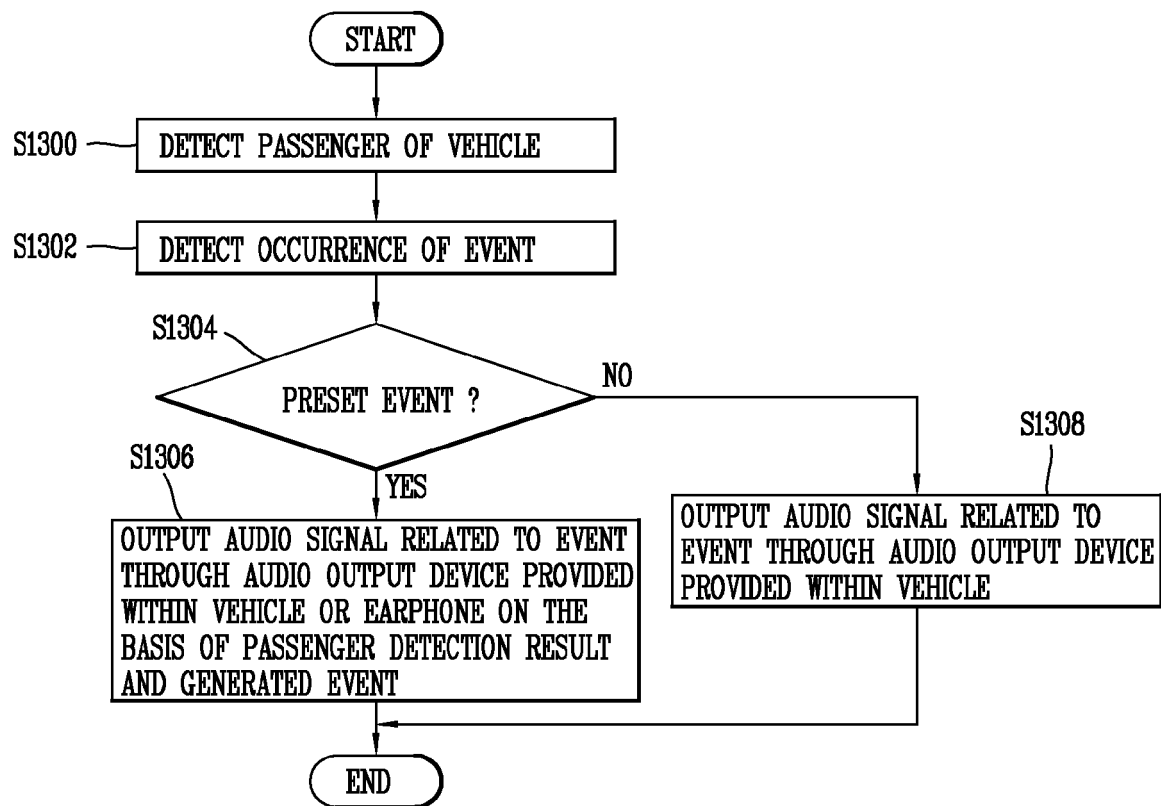 START
S1300
DETECT PASSENGER OF VEHICLE
S1302
DETECT OCCURRENCE OF EVENT
S1304
PRESET EVENT ?
NO
YES
S1306
OUTPUT AUDIO SIGNAL RELATED TO EVENT
THROUGH AUDIO OUTPUT DEVICE PROVIDED
WITHIN VEHICLE OR EARPHONE ON THE
BASIS OF PASSENGER DETECTION RESULT
AND GENERATED EVENT
S1308
OUTPUT AUDIO SIGNAL RELATED TO
EVENT THROUGH AUDIO OUTPUT DEVICE
PROVIDED WITHIN VEHICLE
END